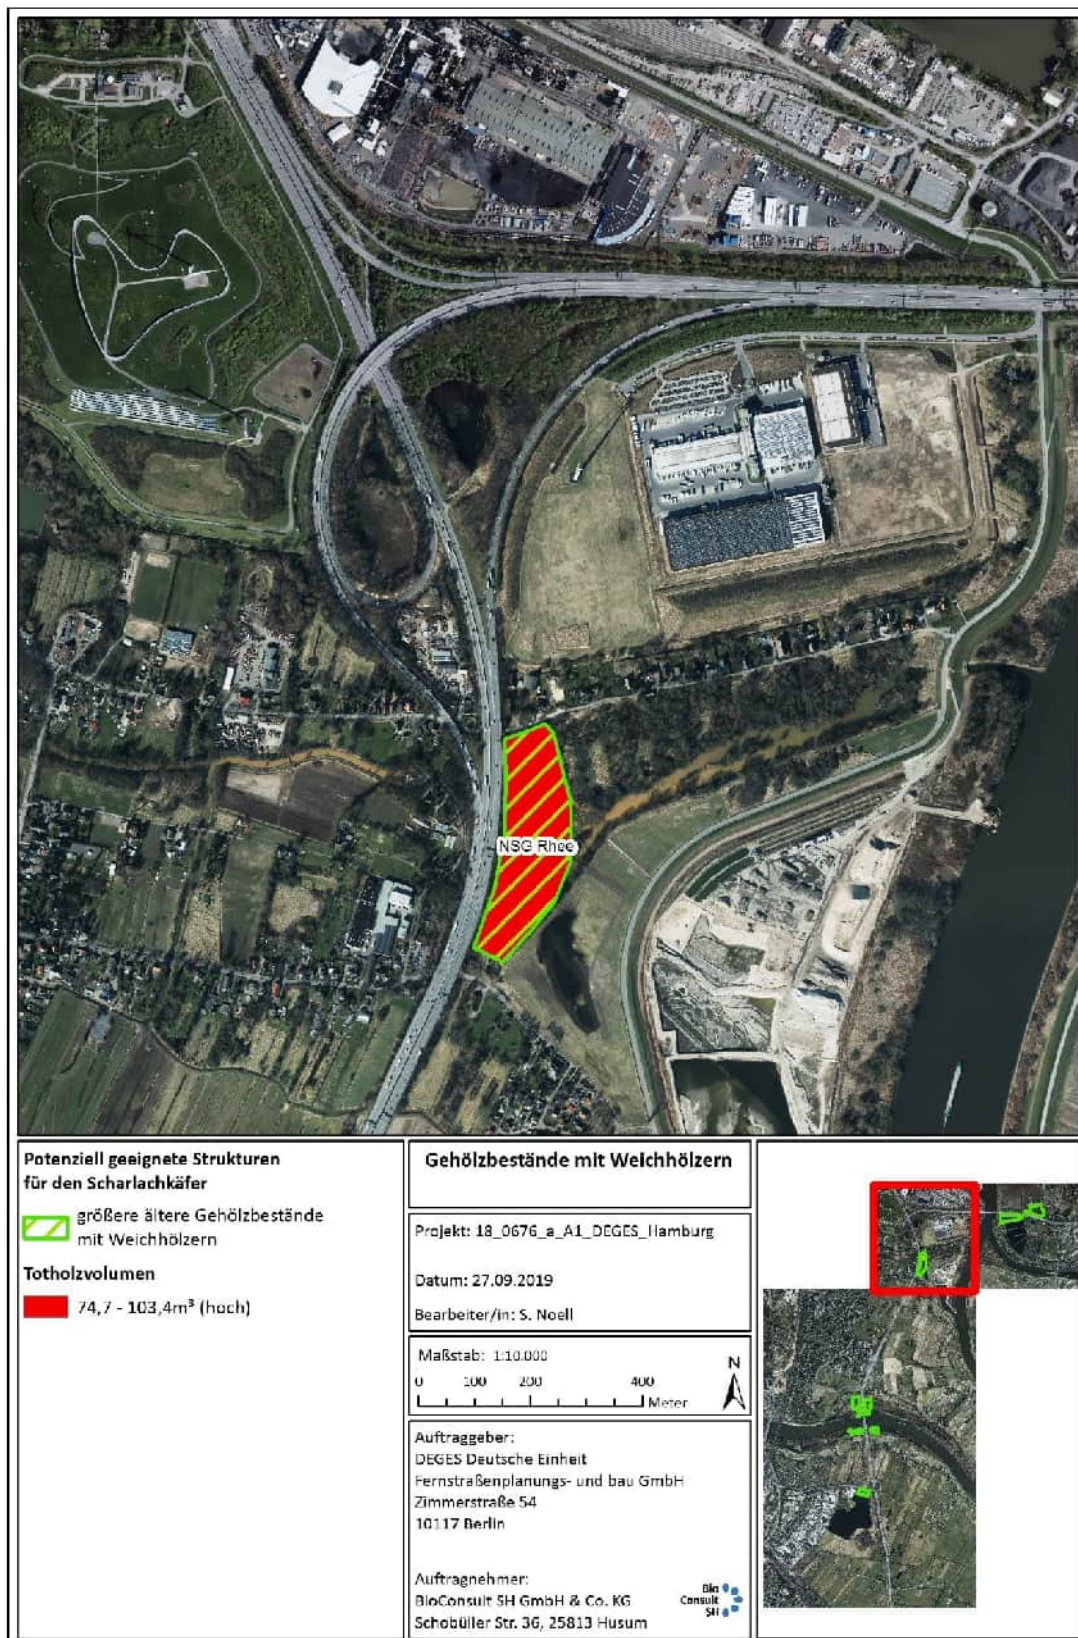 NSG Rhee
Potenziell geeignete Strukturen
für den Scharlachkäfer
größere ältere Gehölzbestände
mit Weichhölzern
Totholzvolumen
74,7 - 103,4m³ (hoch)
Gehölzbestände mit Weichhölzern
Projekt: 18_0676_a_A1_DEGES_Hamburg
Datum: 27.09.2019
Bearbeiter/in: S. Noell
Maßstab: 1:10.000
0 100 200 400
Meter
N
Auftraggeber:
DEGES Deutsche Einheit
Fernstraßenplanungs- und bau GmbH
Zimmerstraße 54
10117 Berlin
Auftragnehmer:
BioConsult SH GmbH & Co. KG
Schobüller Str. 36, 25813 Husum
Bio
Consult
SH